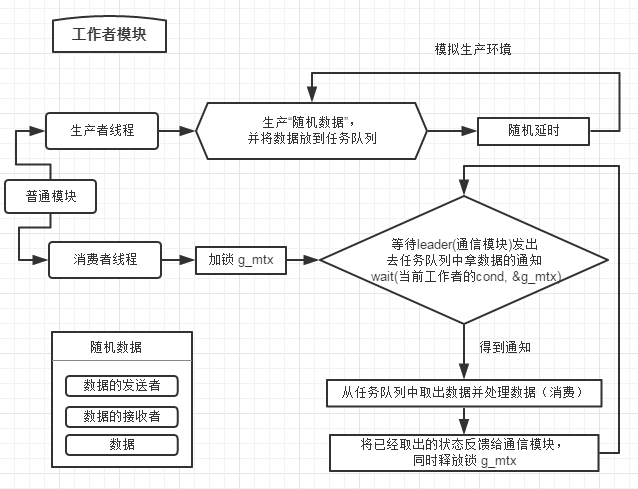 工作者模块
模拟生产环境
生产者线程
生产“随机数据”，
并将数据放到任务队列
随机延时
普通模块
消费者线程
加锁 g_mtx
等待leader(通信模块)发出
去任务队列中拿数据的通知
wait(当前工作者的cond, &g_mtx)
得到通知
随机数据
数据的发送者
数据的接收者
数据
从任务队列中取出数据并处理数据（消费）
将已经取出的状态反馈给通信模块，
同时释放锁 g_mtx